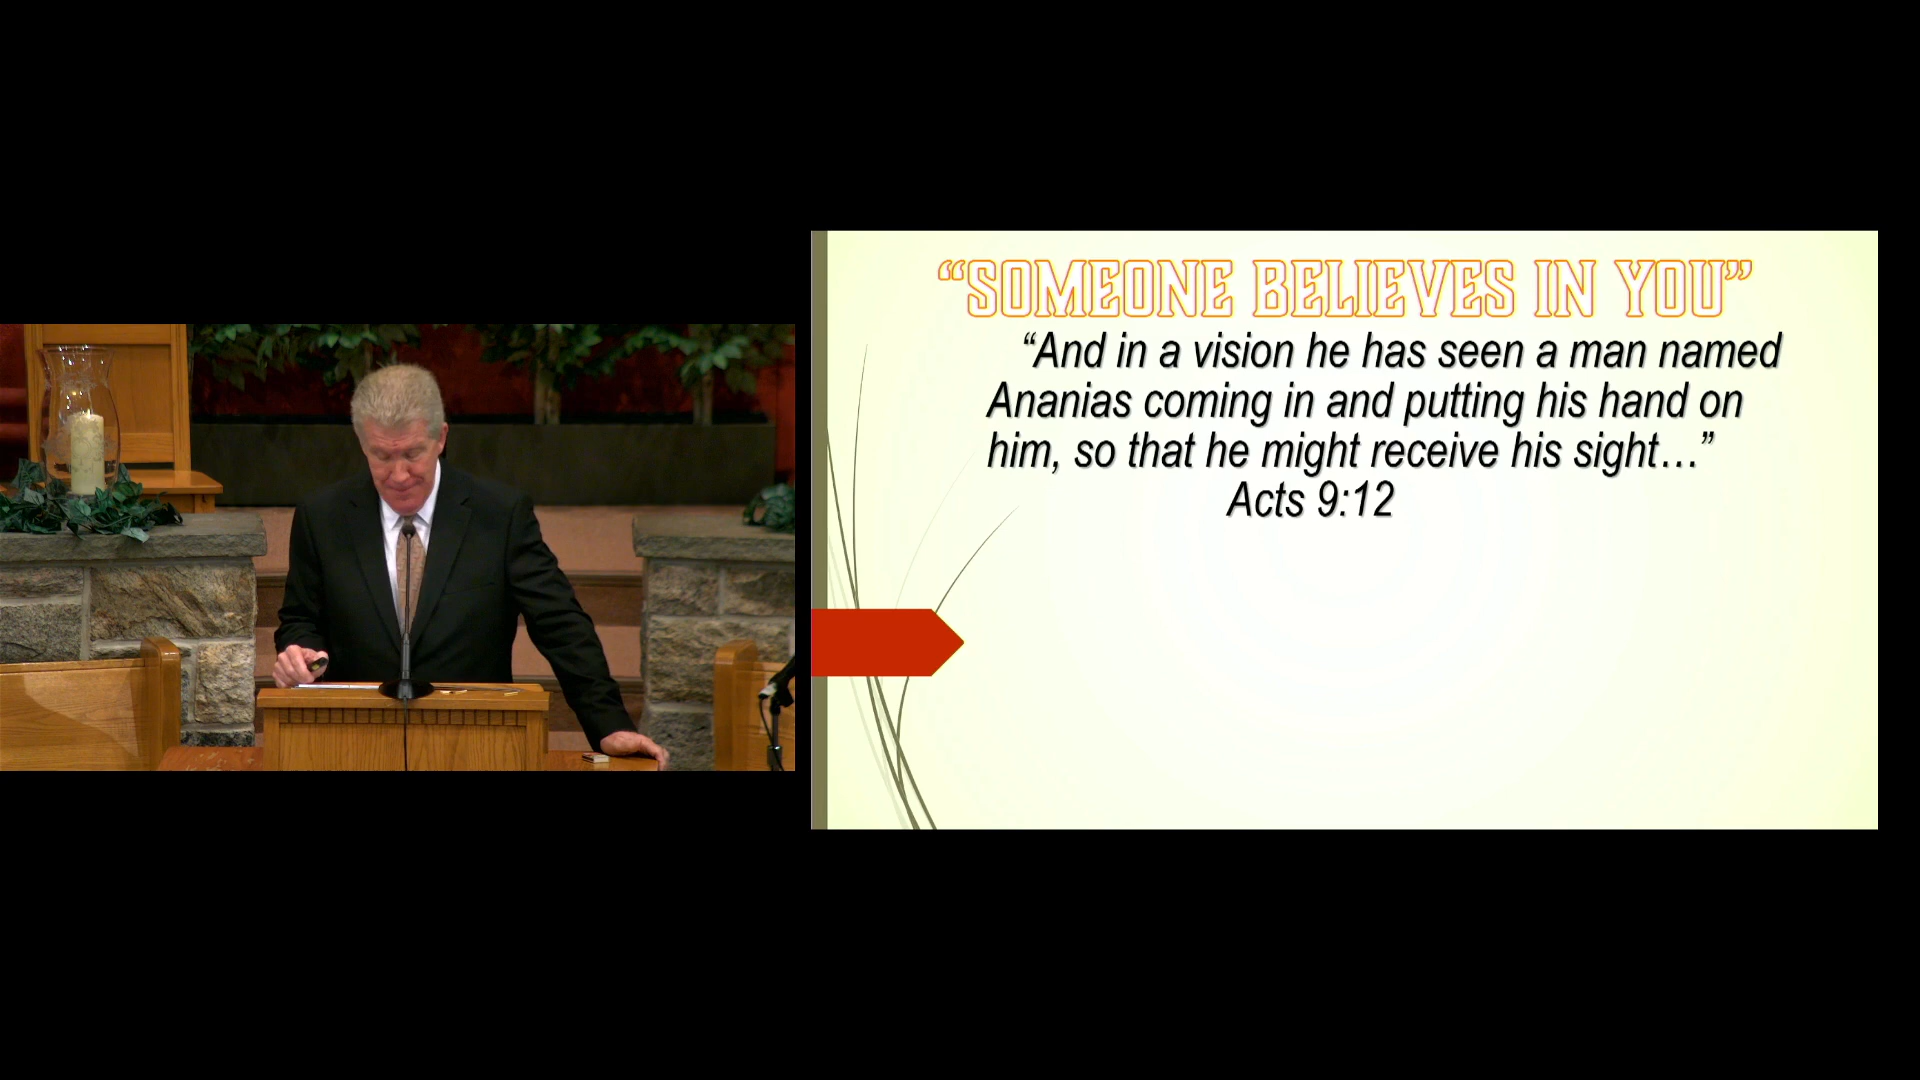 “SOMEONE BELIEVES IN YOU”
“And in a vision he has seen a man named
Ananias coming in and putting his hand on
him, so that he might receive his sight…”
Acts 9:12